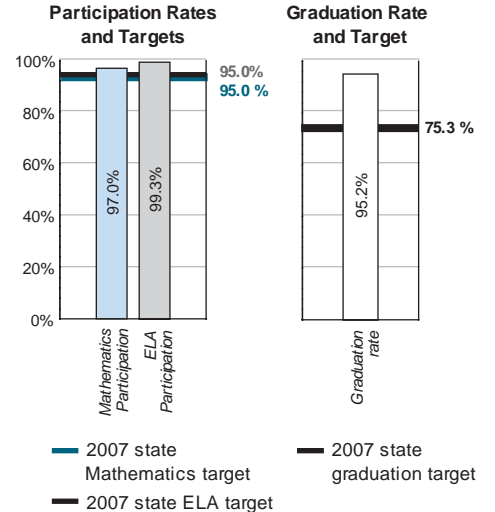 Participation Rates
and Targets
100%
80%
60%
40%
20%
0%
97.0%
99.3%
95.0%
95.0 %
Mathematics
Participation
ELA
Participation
2007 state
Mathematics target
2007 state ELA target
Graduation Rate
and Target
95.2%
75.3 %
Graduation
rate
2007 state
graduation target